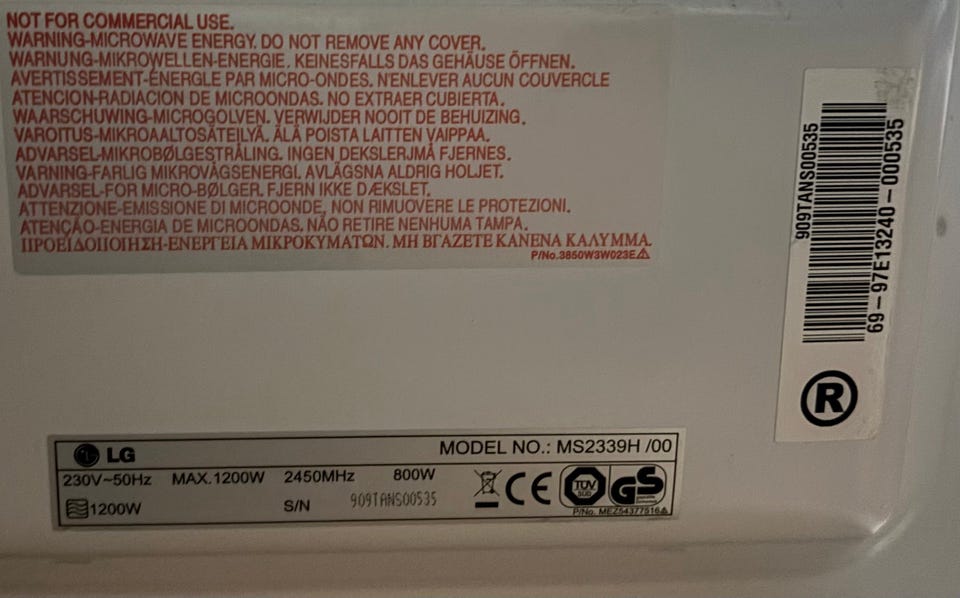 NOT FOR COMMERCIAL USE.
WARNING-MICROWAVE ENERGY. DO NOT REMOVE ANY COVER.
WARNUNG-MIKROWELLEN-ENERGIE. KEINESFALLS DAS GEHÄUSE ÖFFNEN.
AVERTISSEMENT-ÉNERGLE PAR MICRO-ONDES. N'ENLEVER AUCUN COUVERCLE
ATENCION-RADIACION DE MICROONDAS. NO EXTRAER CUBIERTA.
WAARSCHUWING-MICROGOLVEN. VERWIJDER NOOIT DE BEHUIZING.
VAROITUS-MIKROAALTOSÄTEILYÄ. ÄLÄ POISTA LAITTEN VAIPPAA.
ADVARSEL-MIKROBØLGESTRÅLING. INGEN DEKSLERJMÅ FJERNES.
VARNING-FARLIG MIKROVÅGSENERGI. AVLÄGSNA ALDRIG HOLJET.
ADVARSEL-FOR MICRO-BØLGER. FJERN IKKE DÆKSLET.
ATTENZIONE-EMISSIONE DI MICROONDE, NON RIMUOVERE LE PROTEZIONI.
ATENÇÃO-ENERGIA DE MICROONDAS. NÃO RETIRE NENHUMA TAMPA.
ΠΡΟΕΙΔΟΠΟΙΗΣΗ-ΕΝΕΡΓΕΙΑ ΜΙΚΡΟΚΥΜΑΤΩΝ. ΜΗ ΒΓΑΖΕΤΕ ΚΑΝΕΝΑ ΚΑΛΥΜΜΑ.
P/No.3850W3W023E
909TANS00535
69-97E13240-000535
R
LG MODEL NO.: MS2339H /00
230V~50Hz MAX.1200W 2450MHz 800W
1200W S/N 909TANS00535
CE TÜV SÜD GS
P/No. MEZ54377516